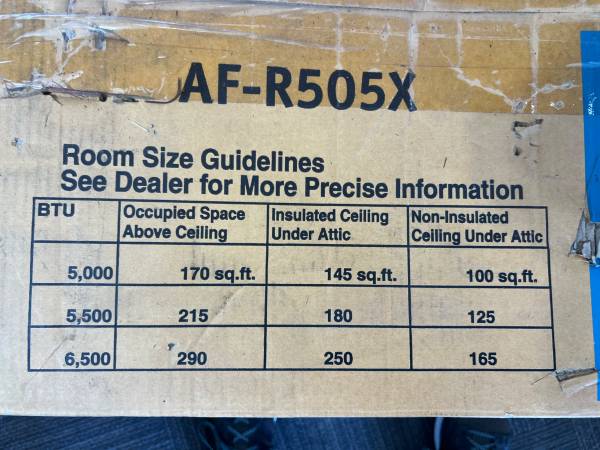 AF-R505X
Room Size Guidelines
See Dealer for More Precise Information
BTU Occupied Space Above Ceiling Insulated Ceiling Under Attic Non-Insulated Ceiling Under Attic
5,000 170 sq.ft. 145 sq.ft. 100 sq.ft.
5,500 215 180 125
6,500 290 250 165